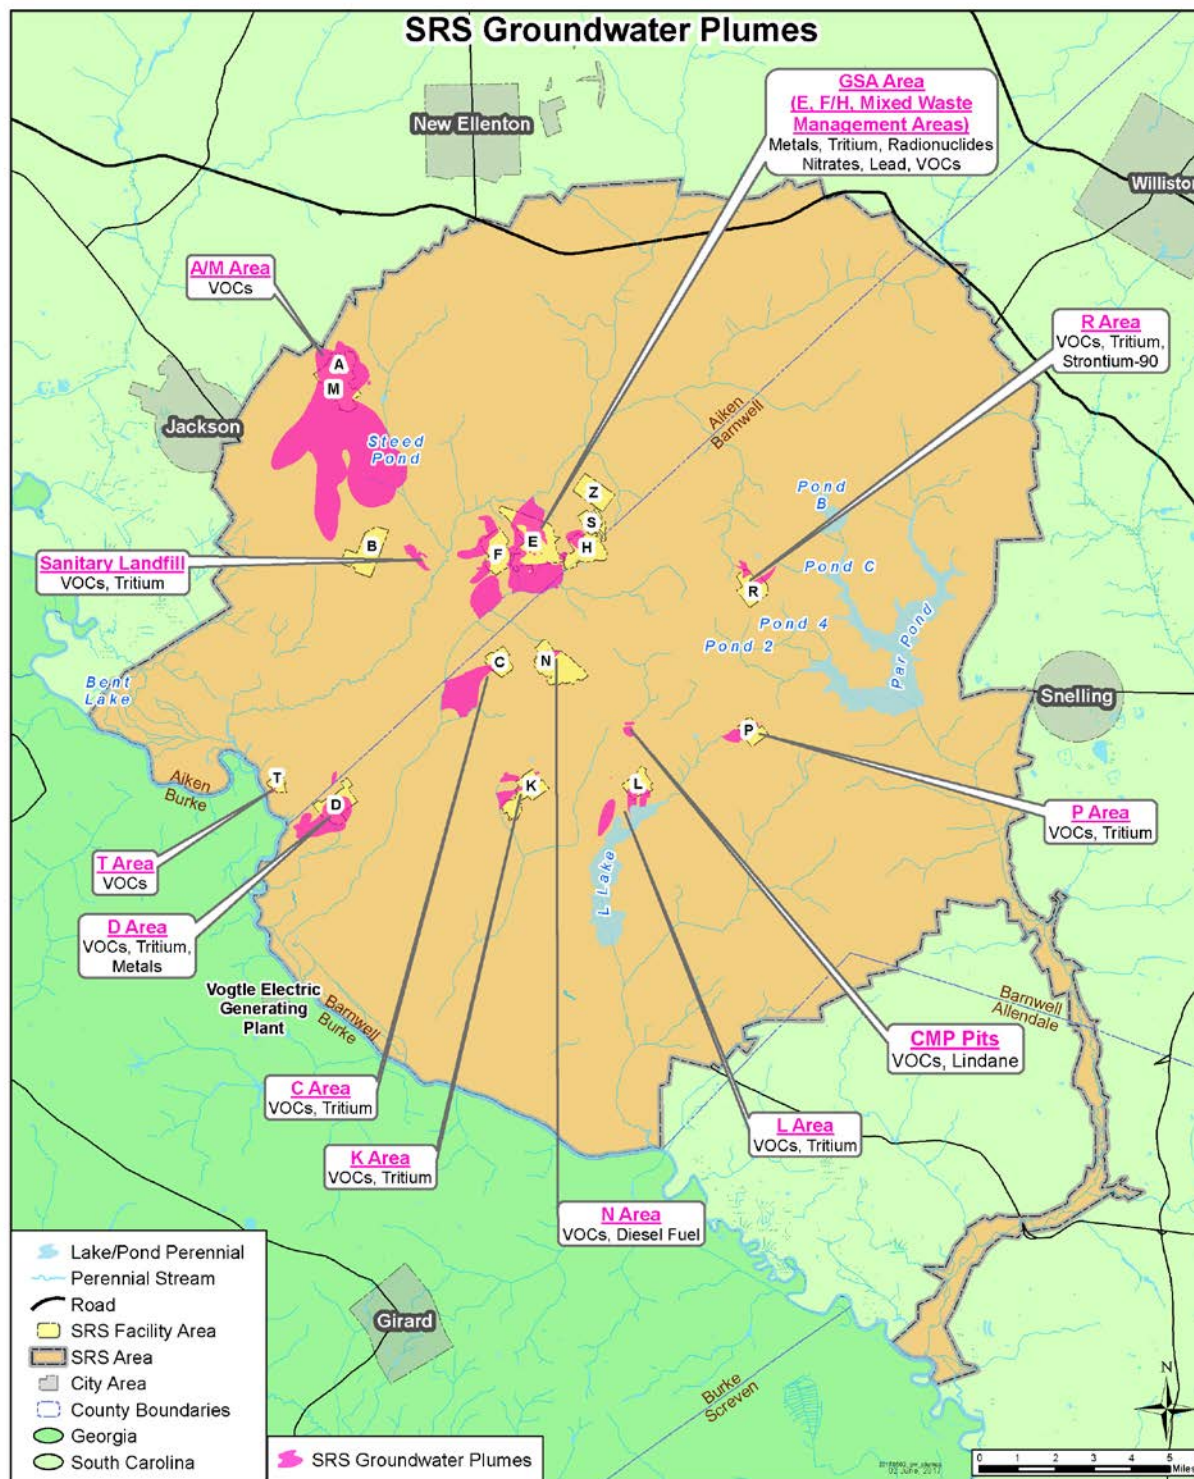 SRS Groundwater Plumes
New Ellenton
GSA Area
(E, F/H, Mixed Waste
Management Areas)
Metals, Tritium, Radionuclides
Nitrates, Lead, VOCs
Williston
A/M Area
VOCs
R Area
VOCs, Tritium,
Strontium-90
A
M
Jackson
Steed
Pond
Aiken
Barnwell
Z
S
Pond
B
B
F
E
H
Sanitary Landfill
VOCs, Tritium
Pond C
R
Pond 4
Pond 2
Par Pond
C
N
Bent
Lake
Snelling
P
Aiken
Burke
T
D
K
L
P Area
VOCs, Tritium
T Area
VOCs
L Lake
D Area
VOCs, Tritium,
Metals
Vogtle Electric
Generating
Plant
Barnwell
Burke
Barnwell
Allendale
CMP Pits
VOCs, Lindane
C Area
VOCs, Tritium
L Area
VOCs, Tritium
K Area
VOCs, Tritium
N Area
VOCs, Diesel Fuel
Girard
Burke
Screven
Lake/Pond Perennial
Perennial Stream
Road
SRS Facility Area
SRS Area
City Area
County Boundaries
Georgia
South Carolina
SRS Groundwater Plumes
N
0 1 2 3 4 5
Miles